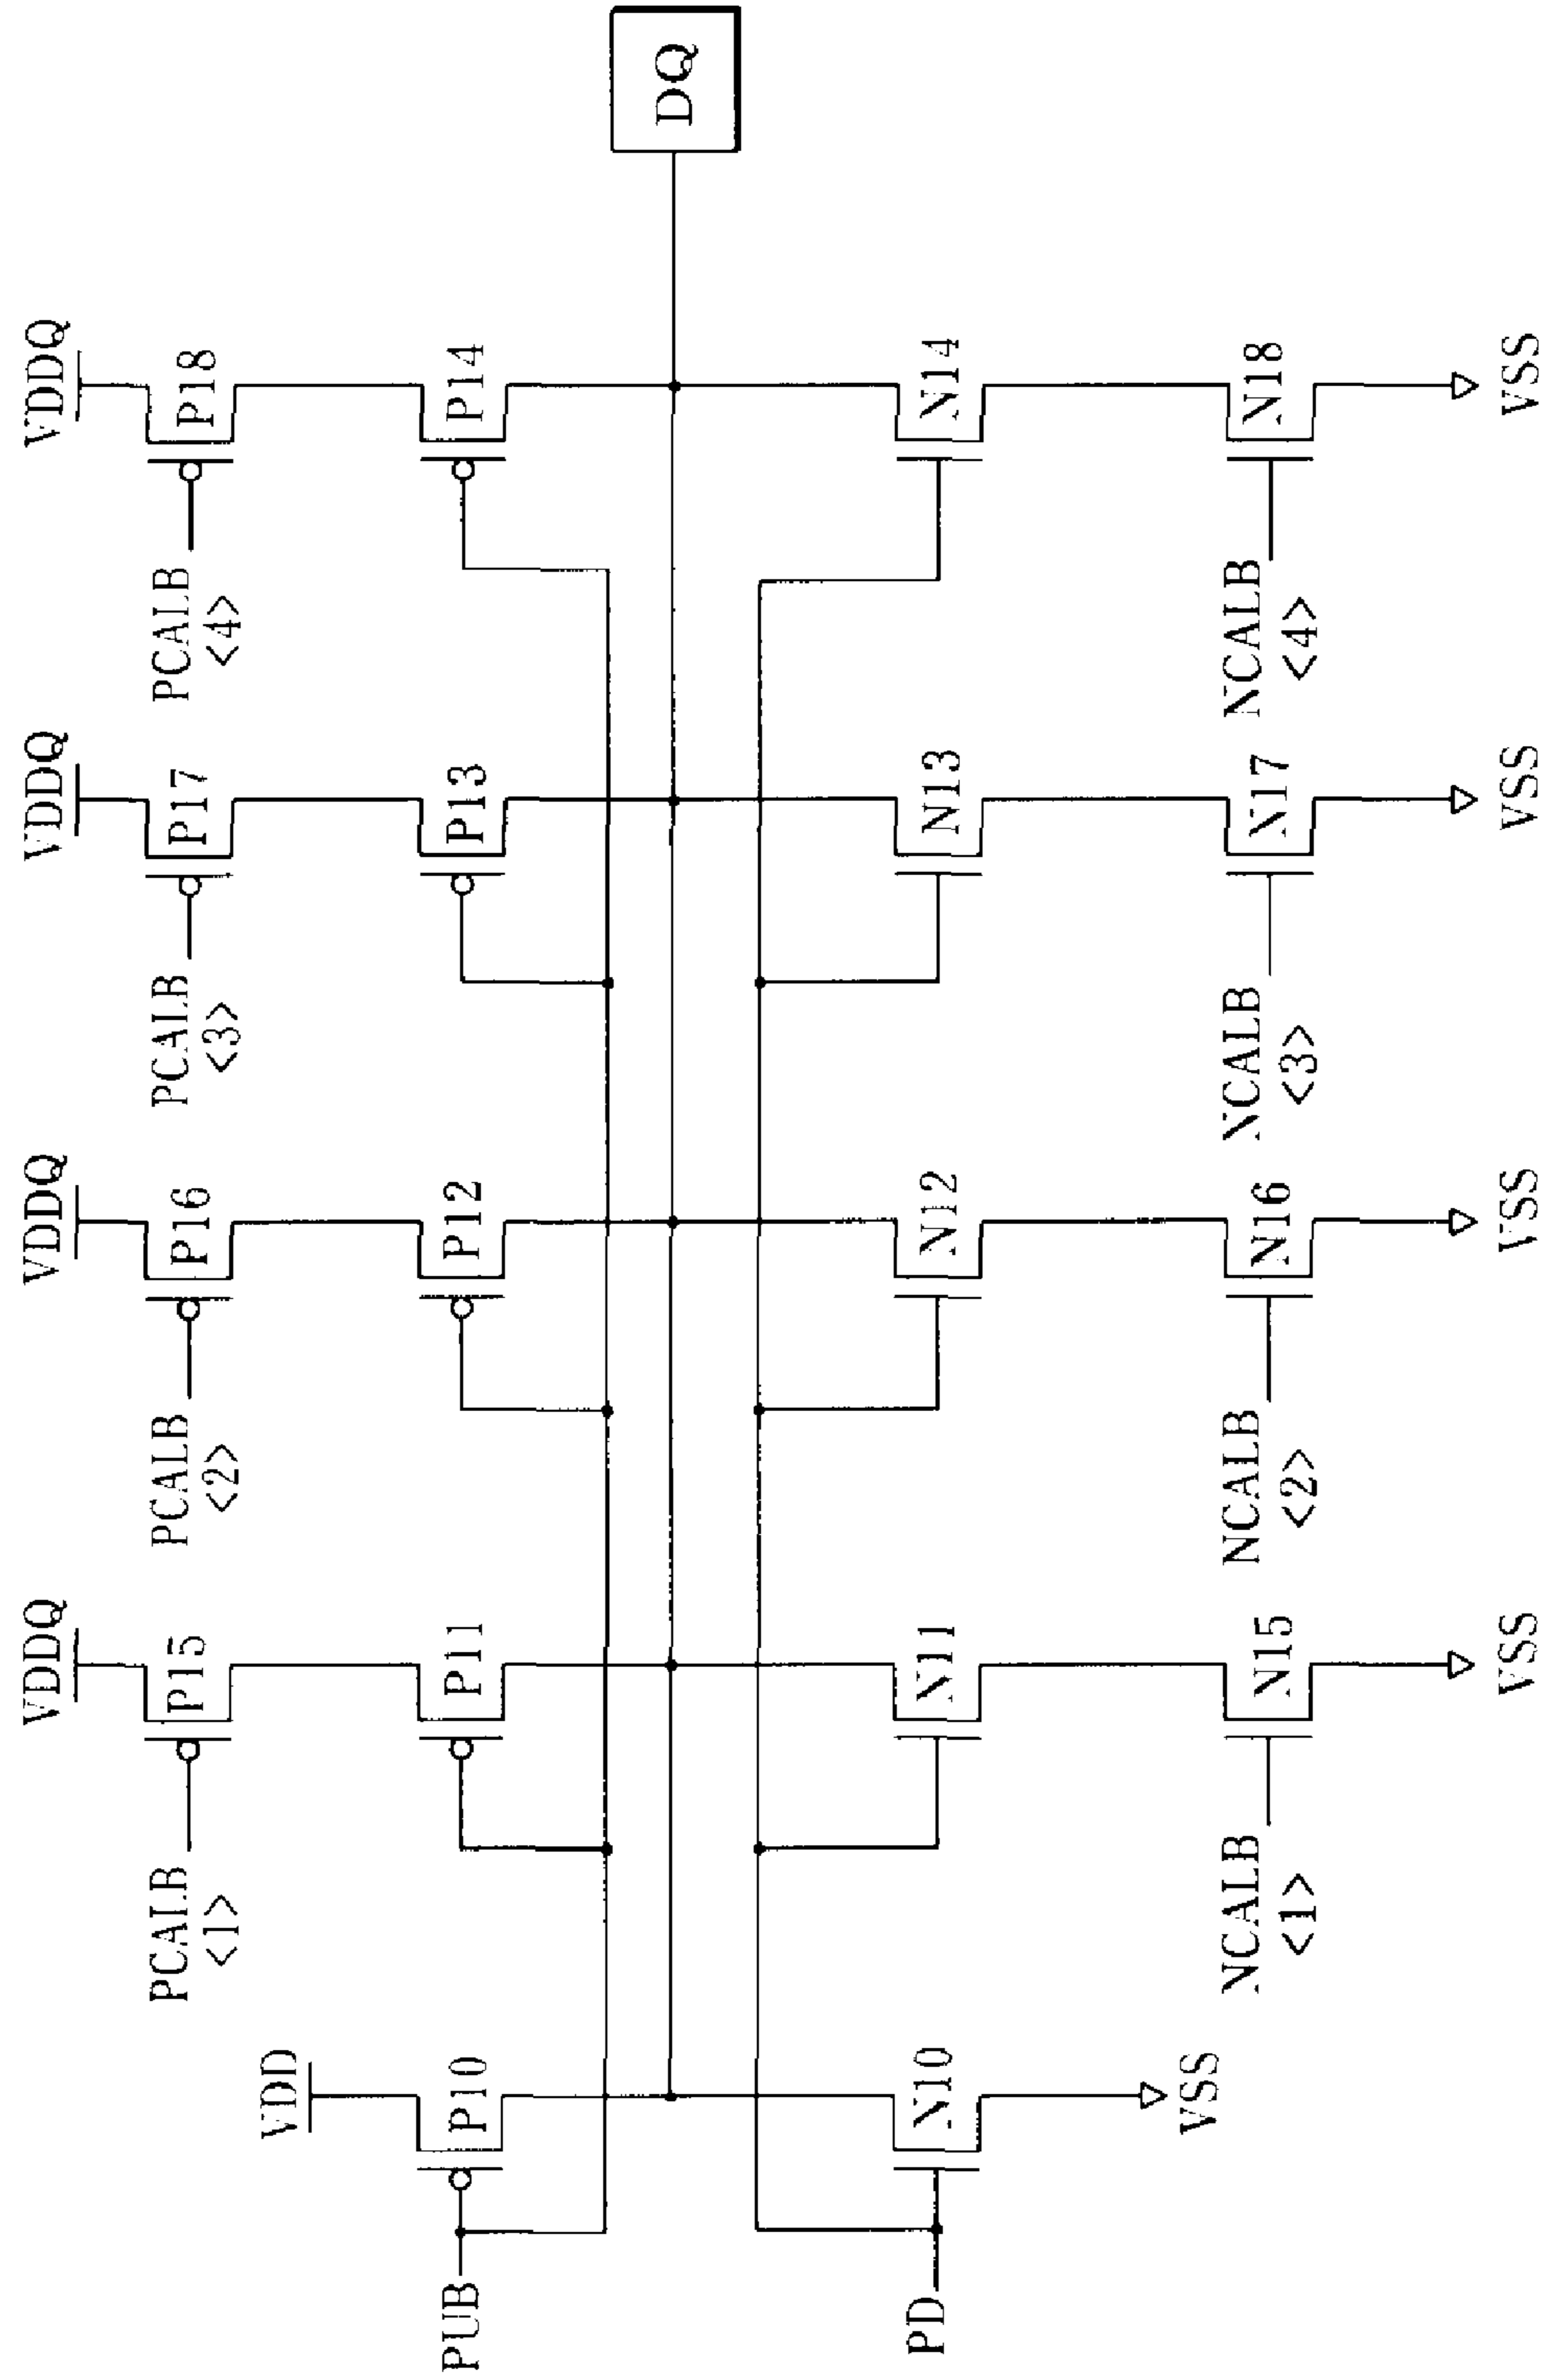 VDDQ
VDDQ
VDDQ
VDDQ
PCALB
<1>
P15
PCALB
<2>
P16
PCALB
<3>
P17
PCALB
<4>
P18
VDD
PUB
P10
P11
P12
P13
P14
DQ
PD
N10
N11
N12
N13
N14
VSS
NCALB
<1>
N15
NCALB
<2>
N16
NCALB
<3>
N17
NCALB
<4>
N18
VSS
VSS
VSS
VSS